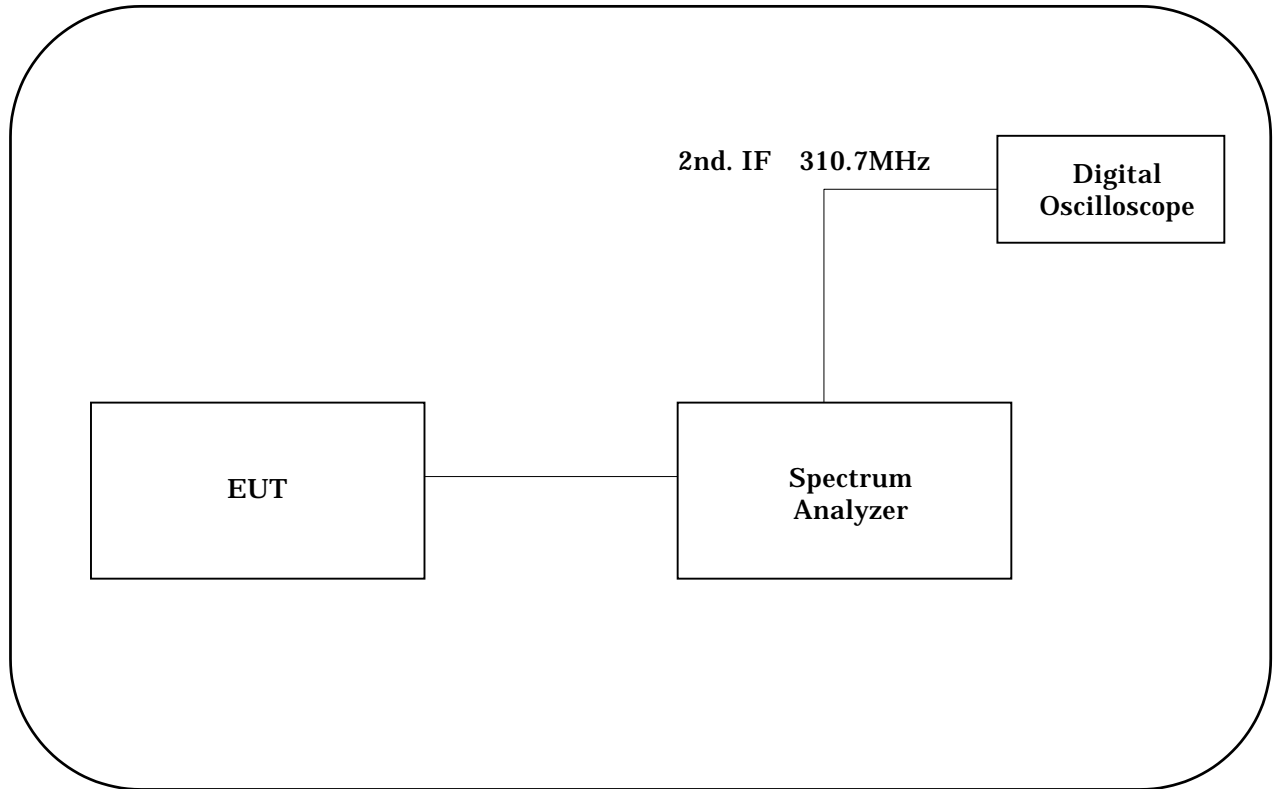 2nd. IF 310.7MHz
Digital
Oscilloscope
EUT
Spectrum
Analyzer